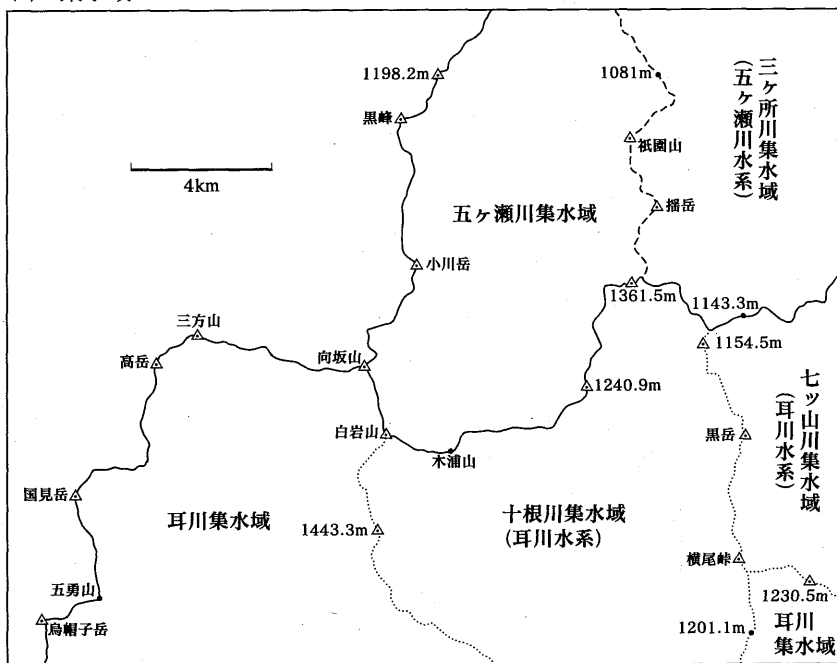 1198.2m
1081m
三ケ所川集水域
(五ケ瀬川水系)
黒峰
祇園山
4km
五ケ瀬川集水域
揺岳
小川岳
1361.5m
1143.3m
三方山
1154.5m
高岳
向坂山
1240.9m
七ツ山川集水域
(耳川水系)
白岩山
木浦山
黒岳
国見岳
耳川集水域
1443.3m
十根川集水域
(耳川水系)
横尾峠
五勇山
1230.5m
烏帽子岳
1201.1m
耳川
集水域